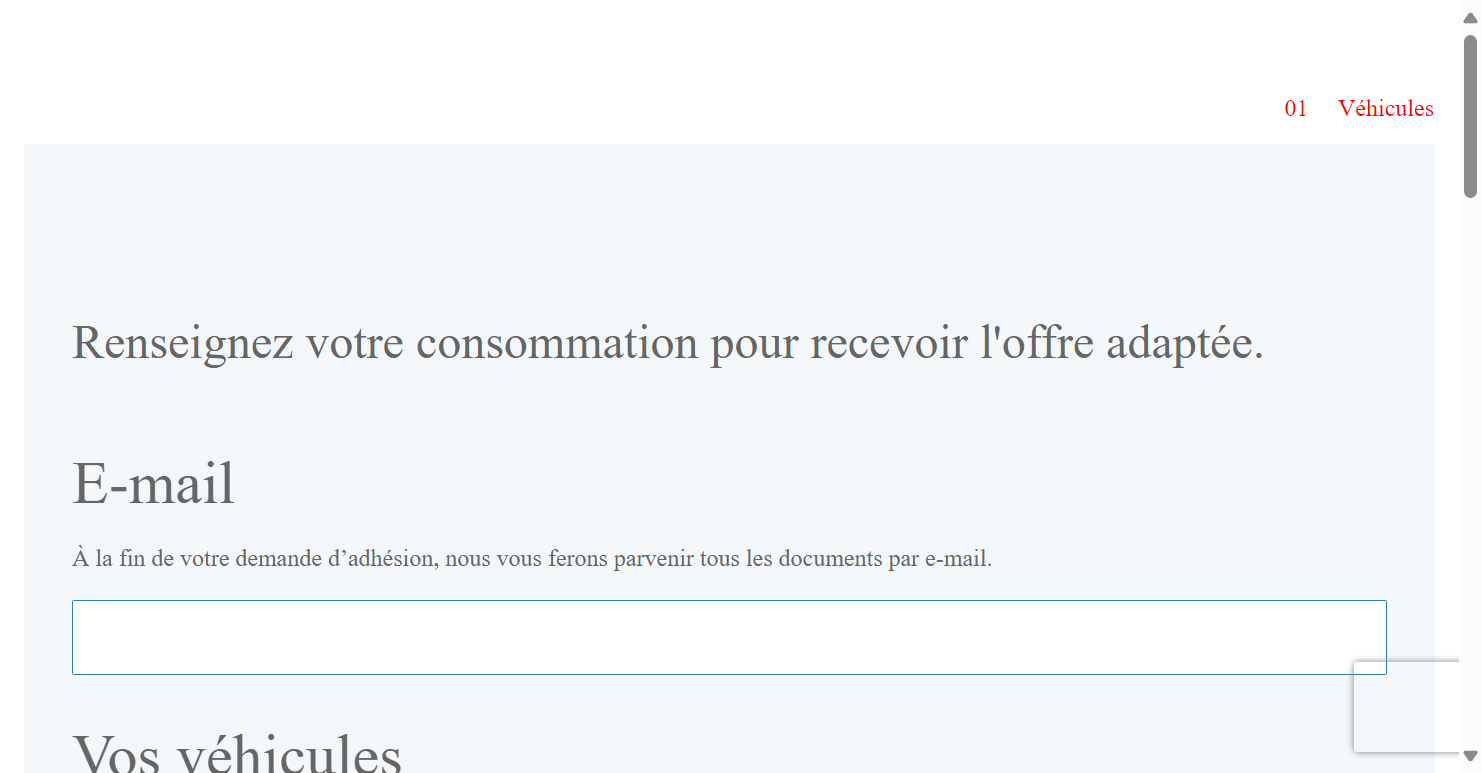 01 Véhicules
Renseignez votre consommation pour recevoir l'offre adaptée.
E-mail
À la fin de votre demande d’adhésion, nous vous ferons parvenir tous les documents par e-mail.
Vos véhicules